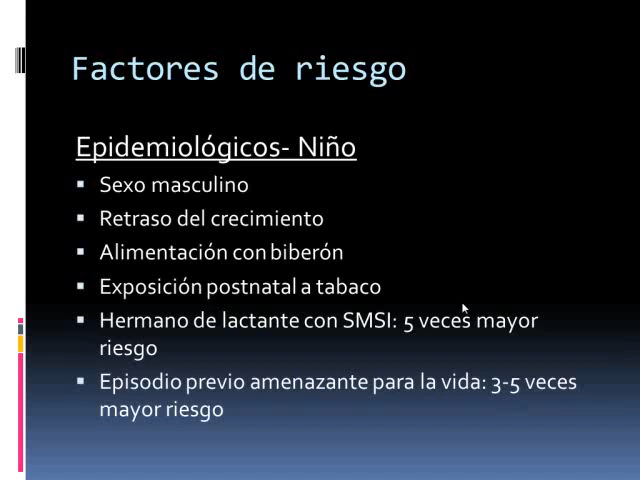 Factores de riesgo
Epidemiológicos- Niño
Sexo masculino
Retraso del crecimiento
Alimentación con biberón
Exposición postnatal a tabaco
Hermano de lactante con SMSI: 5 veces mayor
riesgo
Episodio previo amenazante para la vida: 3-5 veces
mayor riesgo